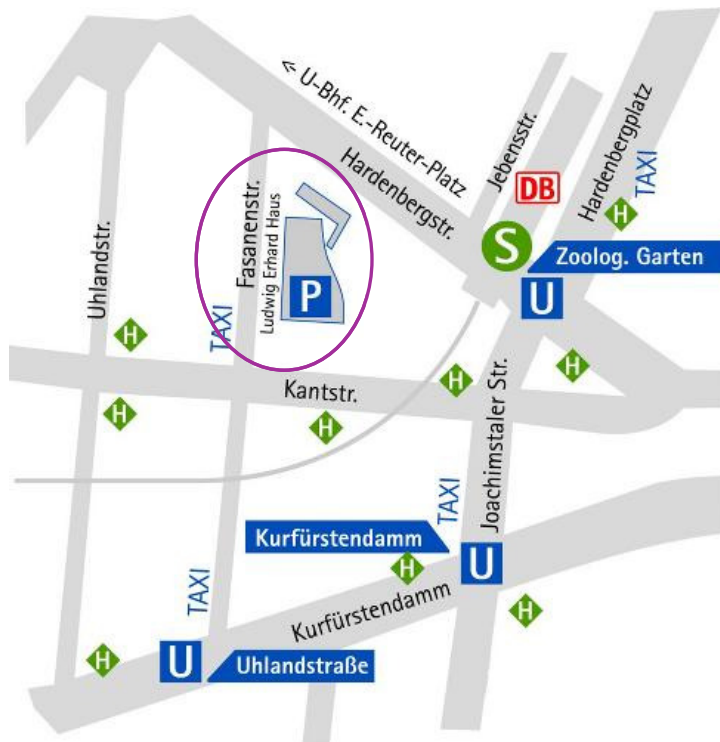 <- U-Bhf. E.-Reuter-Platz
Hardenbergstr.
Jebensstr.
Hardenbergplatz
TAXI
DB
H
S
Zoolog. Garten
U
Uhlandstr.
Fasanenstr.
Ludwig Erhard Haus
P
TAXI
H
H
H
Kantstr.
H
H
Joachimstaler Str.
TAXI
Kurfürstendamm
U
H
H
Kurfürstendamm
TAXI
H
U
Uhlandstraße